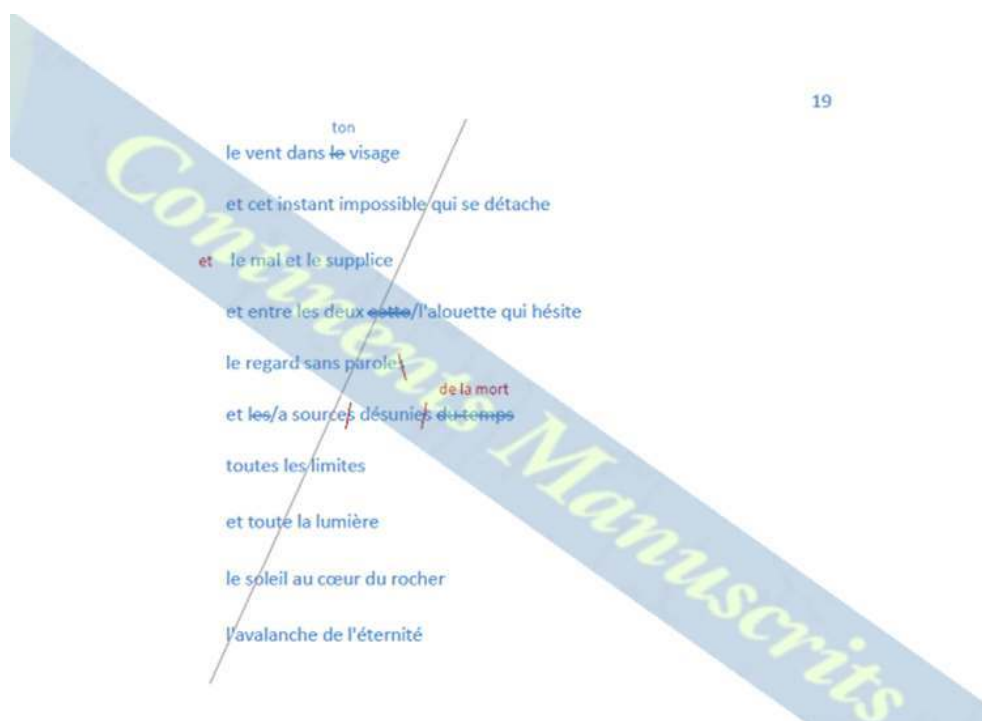 19
ton
le vent dans le visage
et cet instant impossible qui se détache
et le mal et le supplice
et entre les deux cette/l'alouette qui hésite
le regard sans paroles
de la mort
et les/a sources désunies du temps
toutes les limites
et toute la lumière
le soleil au cœur du rocher
l'avalanche de l'éternité
Continents Manuscrits